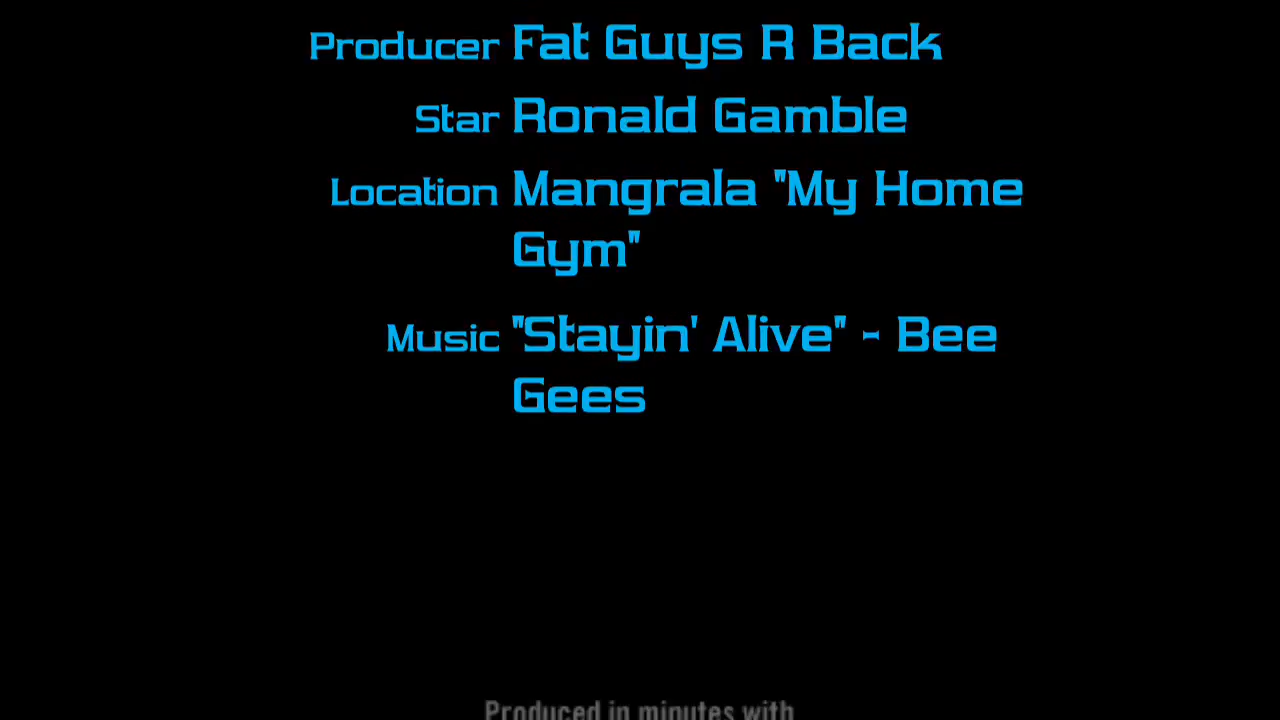 Producer Fat Guys R Back
Star Ronald Gamble
Location Mangrala "My Home
Gym"
Music "Stayin' Alive" - Bee
Gees
Produced in minutes with